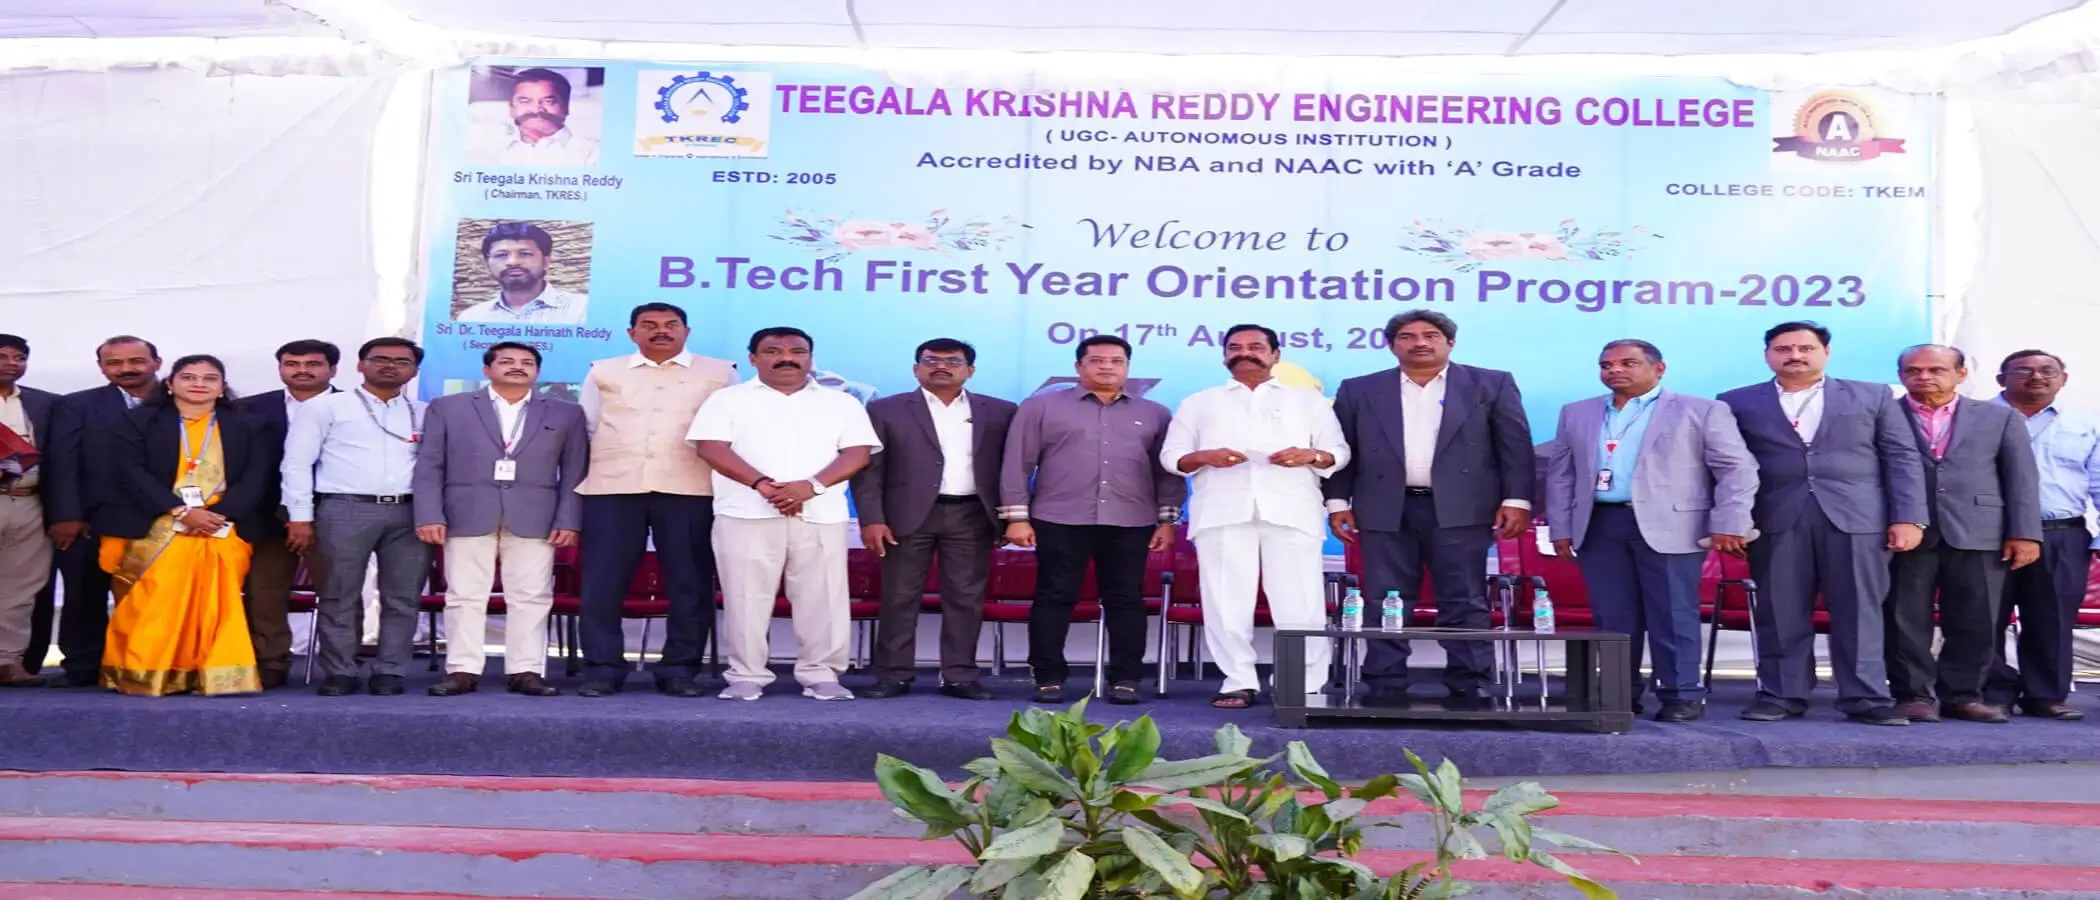 TEEGALA KRISHNA REDDY ENGINEERING COLLEGE
( UGC- AUTONOMOUS INSTITUTION )
Accredited by NBA and NAAC with ‘A’ Grade
TKREC
ESTD: 2005
A
NAAC
COLLEGE CODE: TKEM
Sri Teegala Krishna Reddy
( Chairman, TKRES.)
Sri Dr. Teegala Harinath Reddy
Welcome to
B.Tech First Year Orientation Program-2023
On 17th